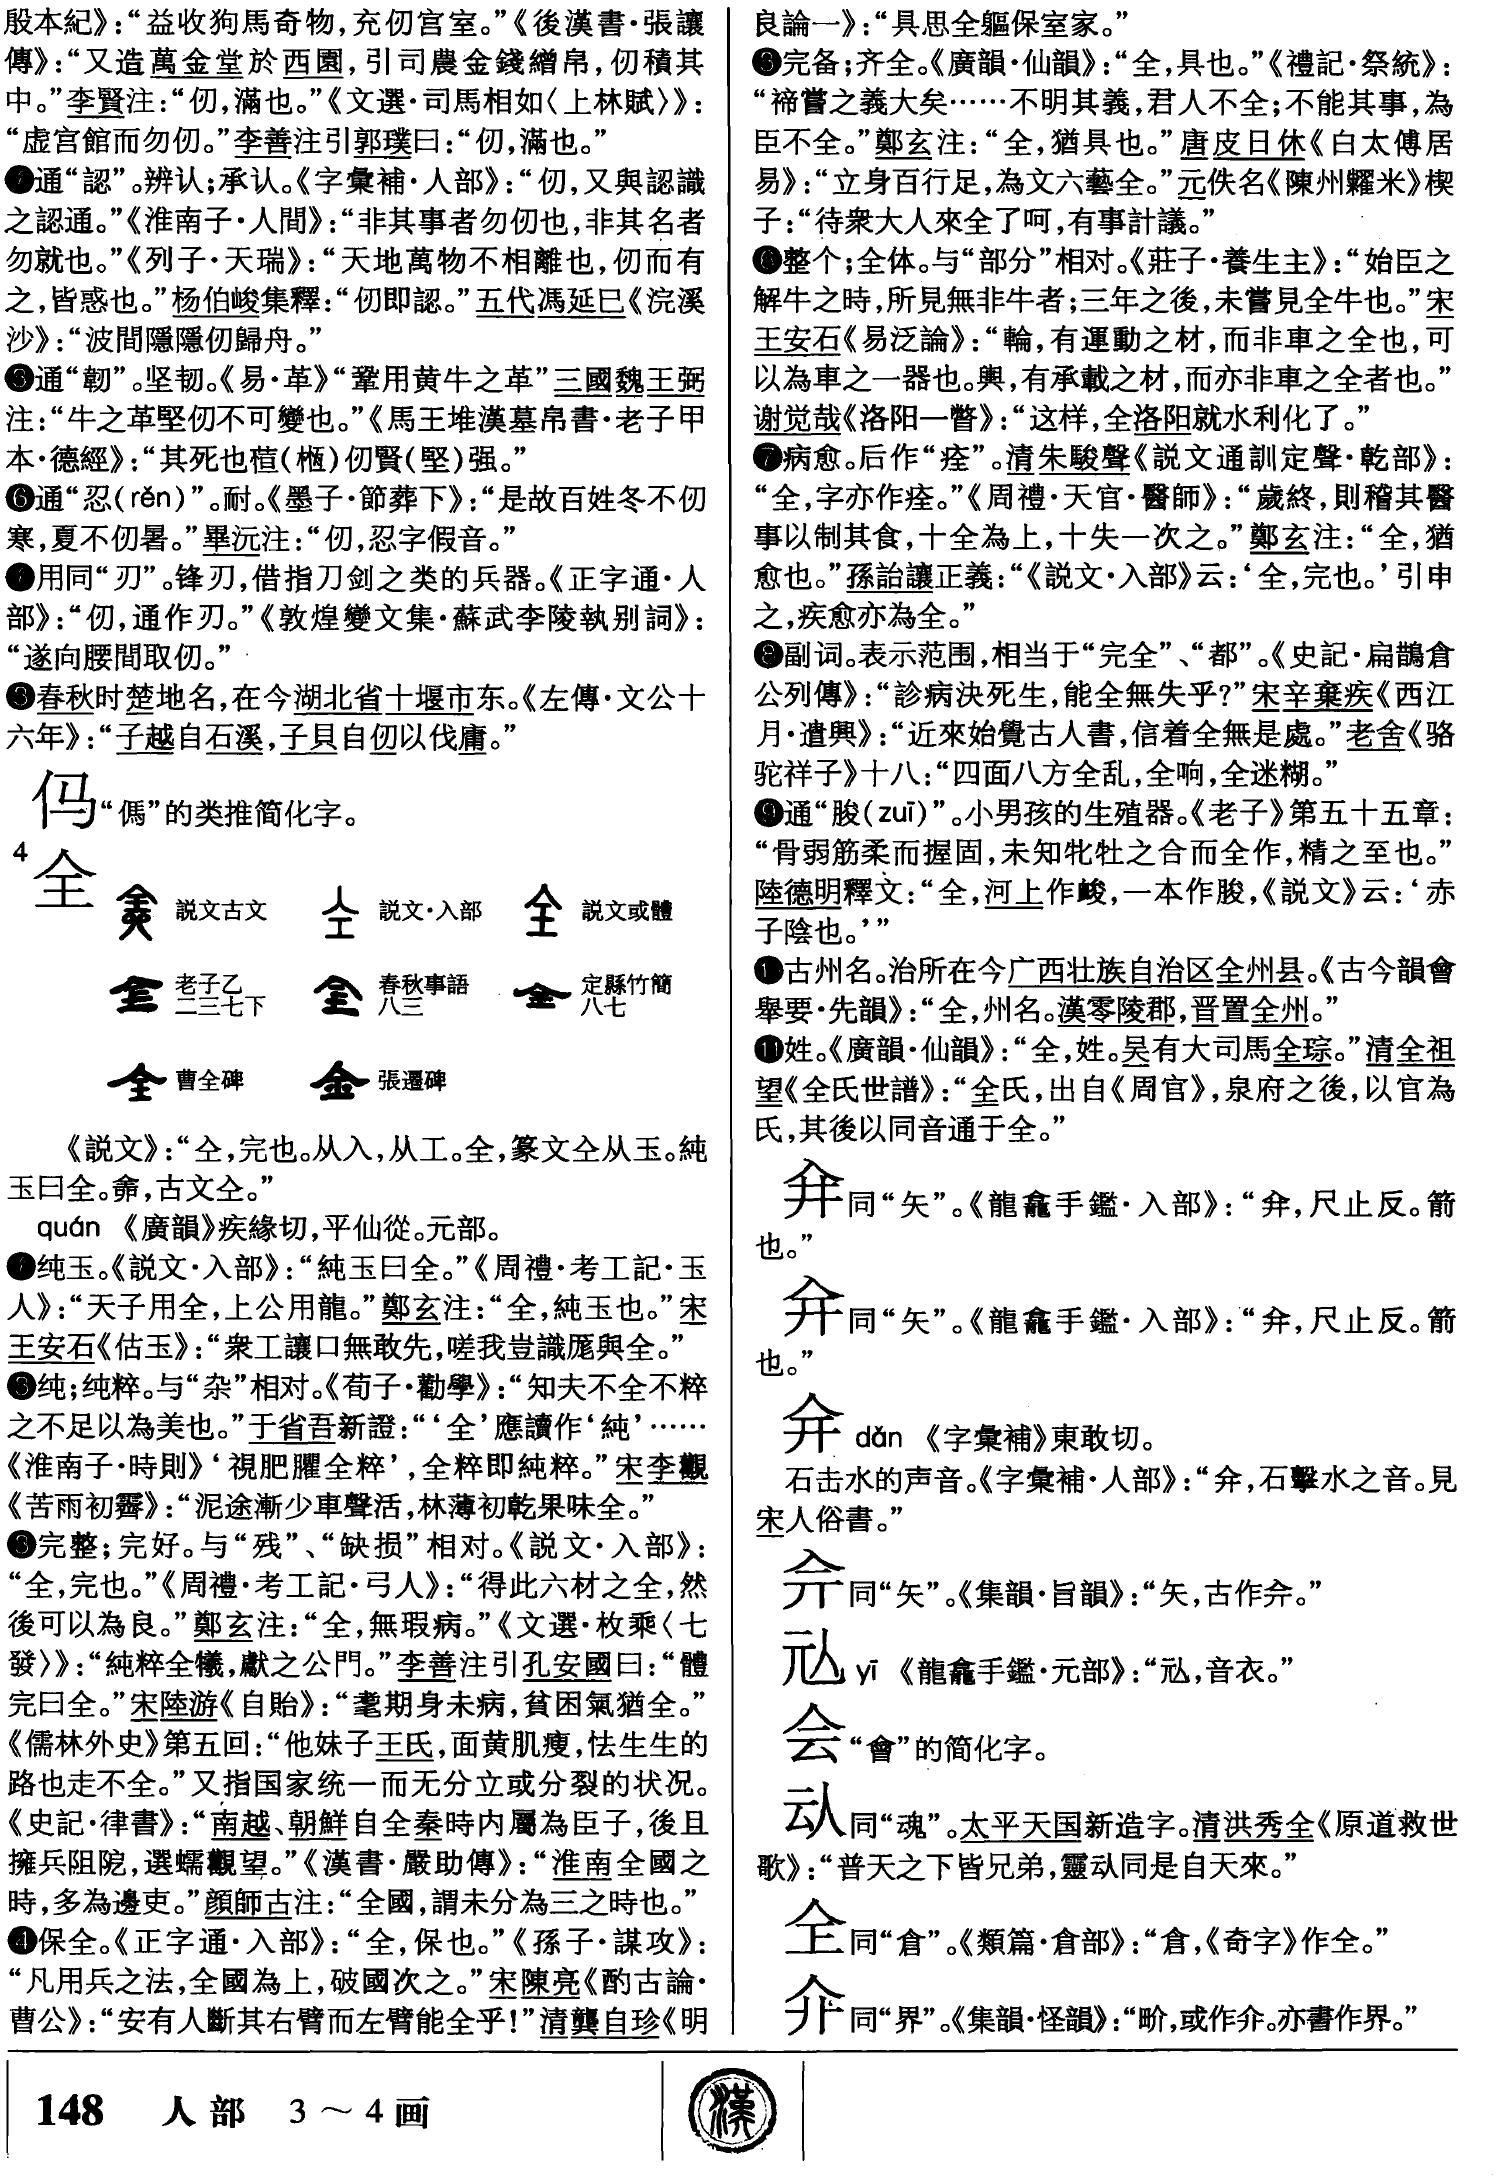 殷本紀》：“益收狗馬奇物，充仞宫室。”《後漢書·張讓
傳》：“又造萬金堂於西園，引司農金錢繒帛，仞積其
中。”李賢注：“仞，滿也。”《文選·司馬相如〈上林賦〉》：
“虚宫館而勿仞。”李善注引郭璞曰：“仞，滿也。”
❹通“認”。辨认；承认。《字彙補·人部》：“仞，又與認識
之認通。”《淮南子·人間》：“非其事者勿仞也，非其名者
勿就也。”《列子·天瑞》：“天地萬物不相離也，仞而有
之，皆惑也。”杨伯峻集釋：“仞即認。”五代馮延巳《浣溪
沙》：“波間隱隱仞歸舟。”
❺通“韌”。坚韧。《易·革》“鞏用黄牛之革”三國魏王弼
注：“牛之革堅仞不可變也。”《馬王堆漢墓帛書·老子甲
本·德經》：“其死也䓘(㮓)仞賢(堅)强。”
❻通“忍(rěn)”。耐。《墨子·節葬下》：“是故百姓冬不仞
寒，夏不仞暑。”畢沅注：“仞，忍字假音。”
❼用同“刃”。锋刃，借指刀剑之类的兵器。《正字通·人
部》：“仞，通作刃。”《敦煌變文集·蘇武李陵執别詞》：
“遂向腰間取仞。”
❽春秋时楚地名，在今湖北省十堰市东。《左傳·文公十
六年》：“子越自石溪，子貝自仞以伐庸。”
㐷“傌”的类推简化字。
4
全
説文古文 説文·入部 説文或體
老子乙二三七下 春秋事語八三 定縣竹簡八七
曹全碑 張遷碑
《説文》：“仝，完也。从入，从工。全，篆文仝从玉。純
玉曰全。㒰，古文仝。”
quán 《廣韻》疾緣切，平仙從。元部。
❶纯玉。《説文·入部》：“純玉曰全。”《周禮·考工記·玉
人》：“天子用全，上公用龍。”鄭玄注：“全，純玉也。”宋
王安石《估玉》：“衆工讓口無敢先，嗟我豈識厖與全。”
❷纯；纯粹。与“杂”相对。《荀子·勸學》：“知夫不全不粹
之不足以為美也。”于省吾新證：“‘全’應讀作‘純’……
《淮南子·時則》‘視肥臞全粹’，全粹即純粹。”宋李觀
《苦雨初霽》：“泥途漸少車聲活，林薄初乾果味全。”
❸完整；完好。与“残”、“缺损”相对。《説文·入部》：
“全，完也。”《周禮·考工記·弓人》：“得此六材之全，然
後可以為良。”鄭玄注：“全，無瑕病。”《文選·枚乘〈七
發〉》：“純粹全犧，獻之公門。”李善注引孔安國曰：“體
完曰全。”宋陸游《自貽》：“耄期身未病，貧困氣猶全。”
《儒林外史》第五回：“他妹子王氏，面黄肌瘦，怯生生的
路也走不全。”又指国家统一而无分立或分裂的状况。
《史記·律書》：“南越、朝鮮自全秦時内屬為臣子，後且
擁兵阻阸，選蠕觀望。”《漢書·嚴助傳》：“淮南全國之
時，多為邊吏。”顔師古注：“全國，謂未分為三之時也。”
❹保全。《正字通·入部》：“全，保也。”《孫子·謀攻》：
“凡用兵之法，全國為上，破國次之。”宋陳亮《酌古論·
曹公》：“安有人斷其右臂而左臂能全乎！”清龔自珍《明
良論一》：“具思全軀保室家。”
❺完备；齐全。《廣韻·仙韻》：“全，具也。”《禮記·祭統》：
“禘嘗之義大矣……不明其義，君人不全；不能其事，為
臣不全。”鄭玄注：“全，猶具也。”唐皮日休《白太傅居
易》：“立身百行足，為文六藝全。”元佚名《陳州糶米》楔
子：“待衆大人來全了呵，有事計議。”
❻整个；全体。与“部分”相对。《莊子·養生主》：“始臣之
解牛之時，所見無非牛者；三年之後，未嘗見全牛也。”宋
王安石《易泛論》：“輪，有運動之材，而非車之全也，可
以為車之一器也。輿，有承載之材，而亦非車之全者也。”
谢觉哉《洛阳一瞥》：“这样，全洛阳就水利化了。”
❼病愈。后作“痊”。清朱駿聲《説文通訓定聲·乾部》：
“全，字亦作痊。”《周禮·天官·醫師》：“歲終，則稽其醫
事以制其食，十全為上，十失一次之。”鄭玄注：“全，猶
愈也。”孫詒讓正義：“《説文·入部》云：‘全，完也。’引申
之，疾愈亦為全。”
❽副词。表示范围，相当于“完全”、“都”。《史記·扁鵲倉
公列傳》：“診病決死生，能全無失乎？”宋辛棄疾《西江
月·遣興》：“近來始覺古人書，信着全無是處。”老舍《骆
驼祥子》十八：“四面八方全乱，全响，全迷糊。”
❾通“朘(zuī)”。小男孩的生殖器。《老子》第五十五章：
“骨弱筋柔而握固，未知牝牡之合而全作，精之至也。”
陸德明釋文：“全，河上作峻，一本作朘，《説文》云：‘赤
子陰也。’”
❿古州名。治所在今广西壮族自治区全州县。《古今韻會
舉要·先韻》：“全，州名。漢零陵郡，晋置全州。”
⓫姓。《廣韻·仙韻》：“全，姓。吴有大司馬全琮。”清全祖
望《全氏世譜》：“全氏，出自《周官》，泉府之後，以官為
氏，其後以同音通于全。”
同“矢”。《龍龕手鑑·入部》：“，尺止反。箭
也。”
同“矢”。《龍龕手鑑·入部》：“，尺止反。箭
也。”
dǎn 《字彙補》東敢切。
石击水的声音。《字彙補·人部》：“，石擊水之音。見
宋人俗書。”
同“矢”。《集韻·旨韻》：“矢，古作。”
yī 《龍龕手鑑·元部》：“，音衣。”
会“會”的简化字。
同“魂”。太平天国新造字。清洪秀全《原道救世
歌》：“普天之下皆兄弟，靈同是自天來。”
仺同“倉”。《類篇·倉部》：“倉，《奇字》作仺。”
同“界”。《集韻·怪韻》：“畍，或作。亦書作界。”
148 人部 3～4画
漢